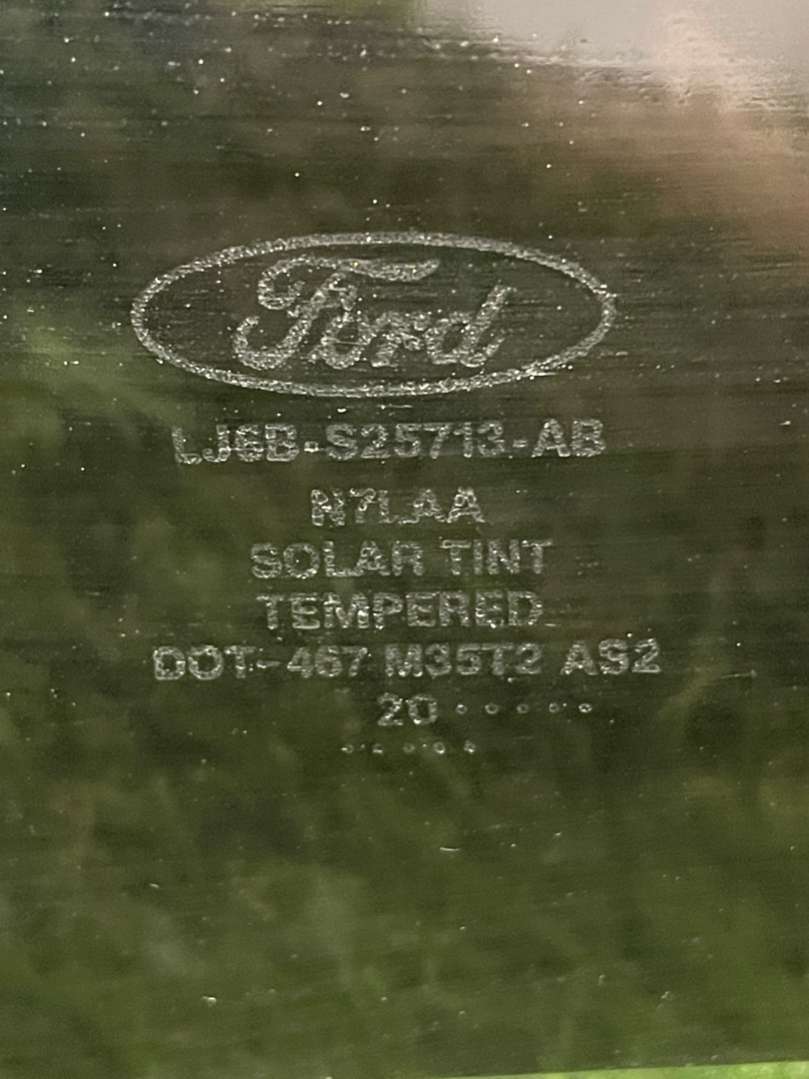 Ford
LJ6B-S25713-AB
N7LAA
SOLAR TINT
TEMPERED
DOT-467 M35T2 AS2
20